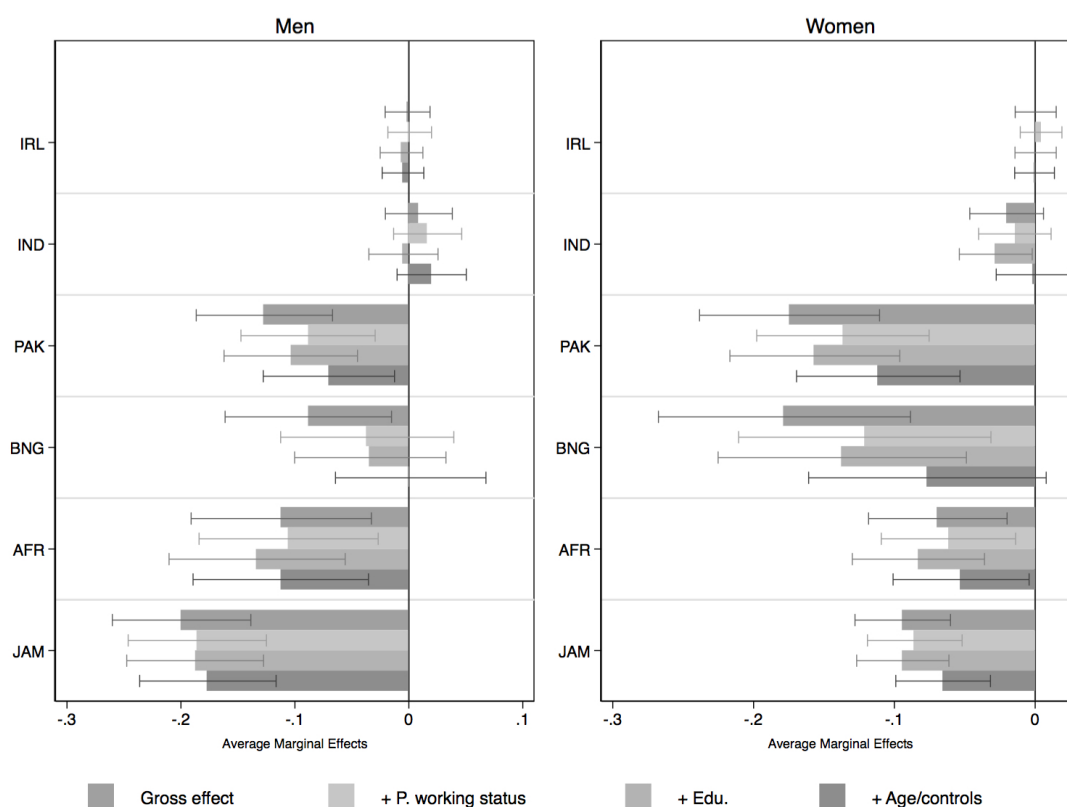 Men
Women
IRL
IND
PAK
BNG
AFR
JAM
-.3
-.2
-.1
0
.1
Average Marginal Effects
IRL
IND
PAK
BNG
AFR
JAM
-.3
-.2
-.1
0
Average Marginal Effects
Gross effect
+ P. working status
+ Edu.
+ Age/controls